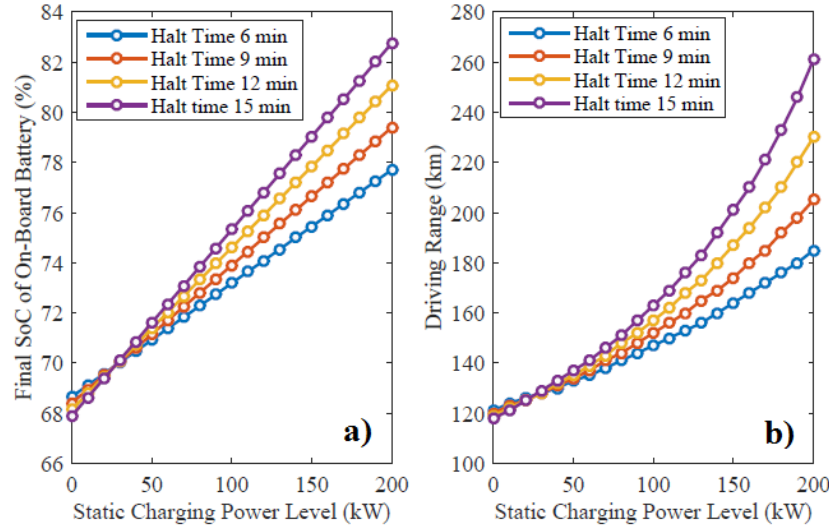 Halt Time 6 min
Halt Time 9 min
Halt Time 12 min
Halt time 15 min
84
82
80
78
76
74
72
70
68
66
Final SoC of On-Board Battery (%)
0 50 100 150 200
Static Charging Power Level (kW)
a)
Halt Time 6 min
Halt Time 9 min
Halt Time 12 min
Halt time 15 min
280
260
240
220
200
180
160
140
120
100
Driving Range (km)
0 50 100 150 200
Static Charging Power Level (kW)
b)